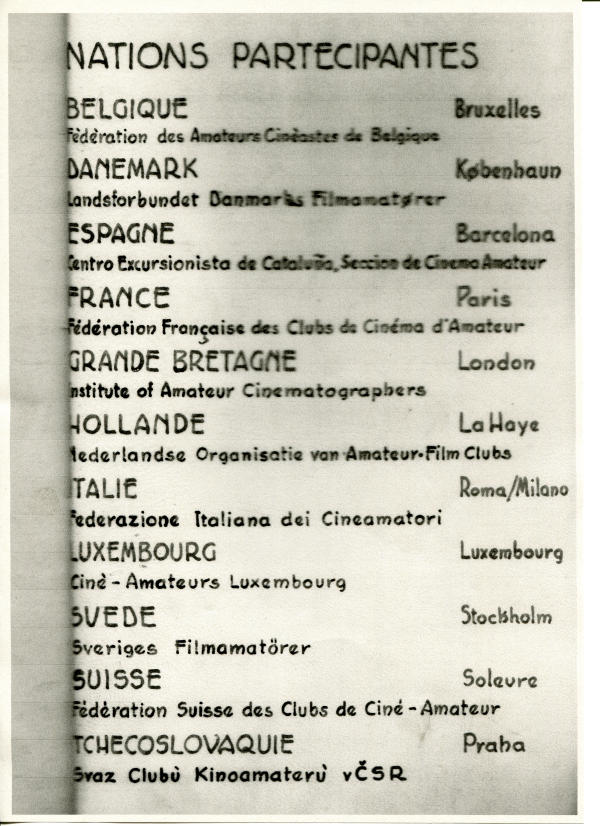 NATIONS PARTECIPANTES
BELGIQUE Bruxelles
Fédération des Amateurs Cinéastes de Belgique
DANEMARK Københaun
Landsforbundet Danmarks Filmamatører
ESPAGNE Barcelona
Centro Excursionista de Cataluña, Seccion de Cinema Amateur
FRANCE Paris
Fédération Française des Clubs de Cinéma d'Amateur
GRANDE BRETAGNE London
Institute of Amateur Cinematographers
HOLLANDE La Haye
Nederlandse Organisatie van Amateur-Film Clubs
ITALIE Roma/Milano
Federazione Italiana dei Cineamatori
LUXEMBOURG Luxembourg
Ciné-Amateurs Luxembourg
SUEDE Stockholm
Sveriges Filmamatörer
SUISSE Soleure
Fédération Suisse des Clubs de Ciné-Amateur
TCHECOSLOVAQUIE Praha
Svaz Clubù Kinoamaterù vČSR